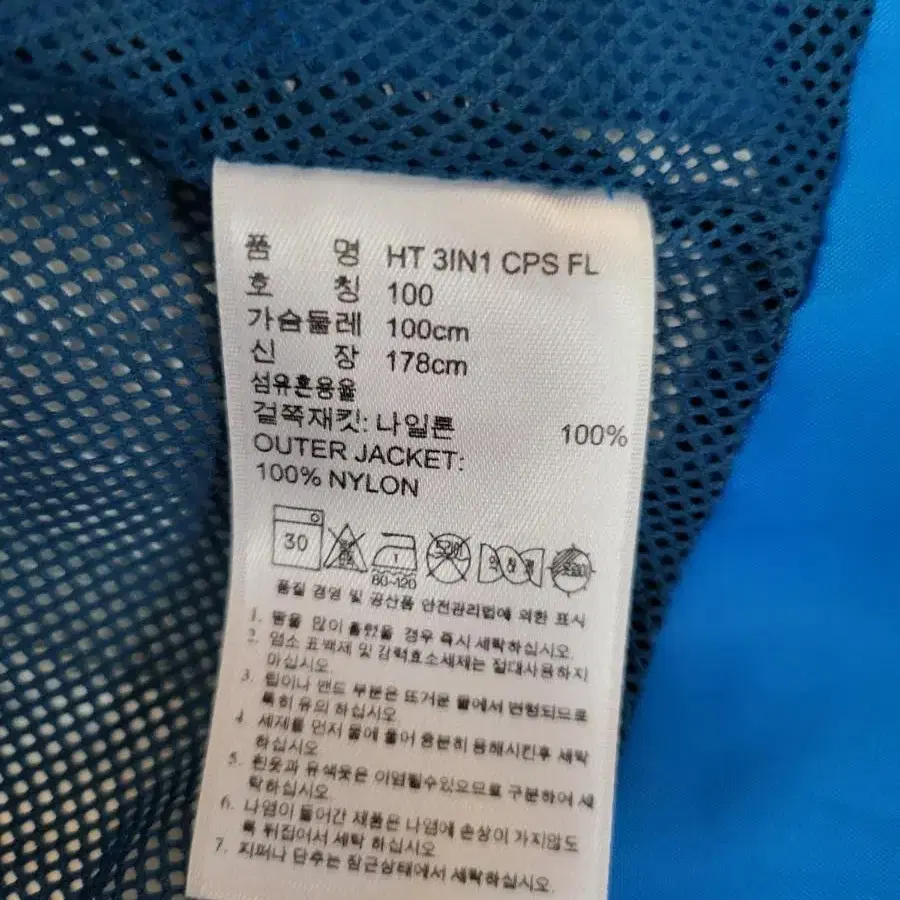 품 명 HT 3IN1 CPS FL
호 칭 100
가슴둘레 100cm
신 장 178cm
섬유혼용율
겉쪽재킷: 나일론 100%
OUTER JACKET:
100% NYLON
30
1
80~120
품질 경영 및 공산품 안전관리법에 의한 표시
1. 땀을 많이 흘렸을 경우 즉시 세탁하십시오.
2. 염소 표백제 및 강력효소세제는 절대사용하지
마십시오.
3. 립이나 밴드 부분은 뜨거운 물에서 변형되므로
특히 유의 하십시오.
4. 세제를 먼저 물에 풀어 충분히 용해시킨후 세탁
하십시오
5. 흰옷과 유색옷은 이염될수있으므로 구분하여 세
탁하십시오.
6. 나염이 들어간 제품은 나염에 손상이 가지않도
록 뒤집어서 세탁 하십시오.
7. 지퍼나 단추는 잠근상태에서 세탁하십시오.